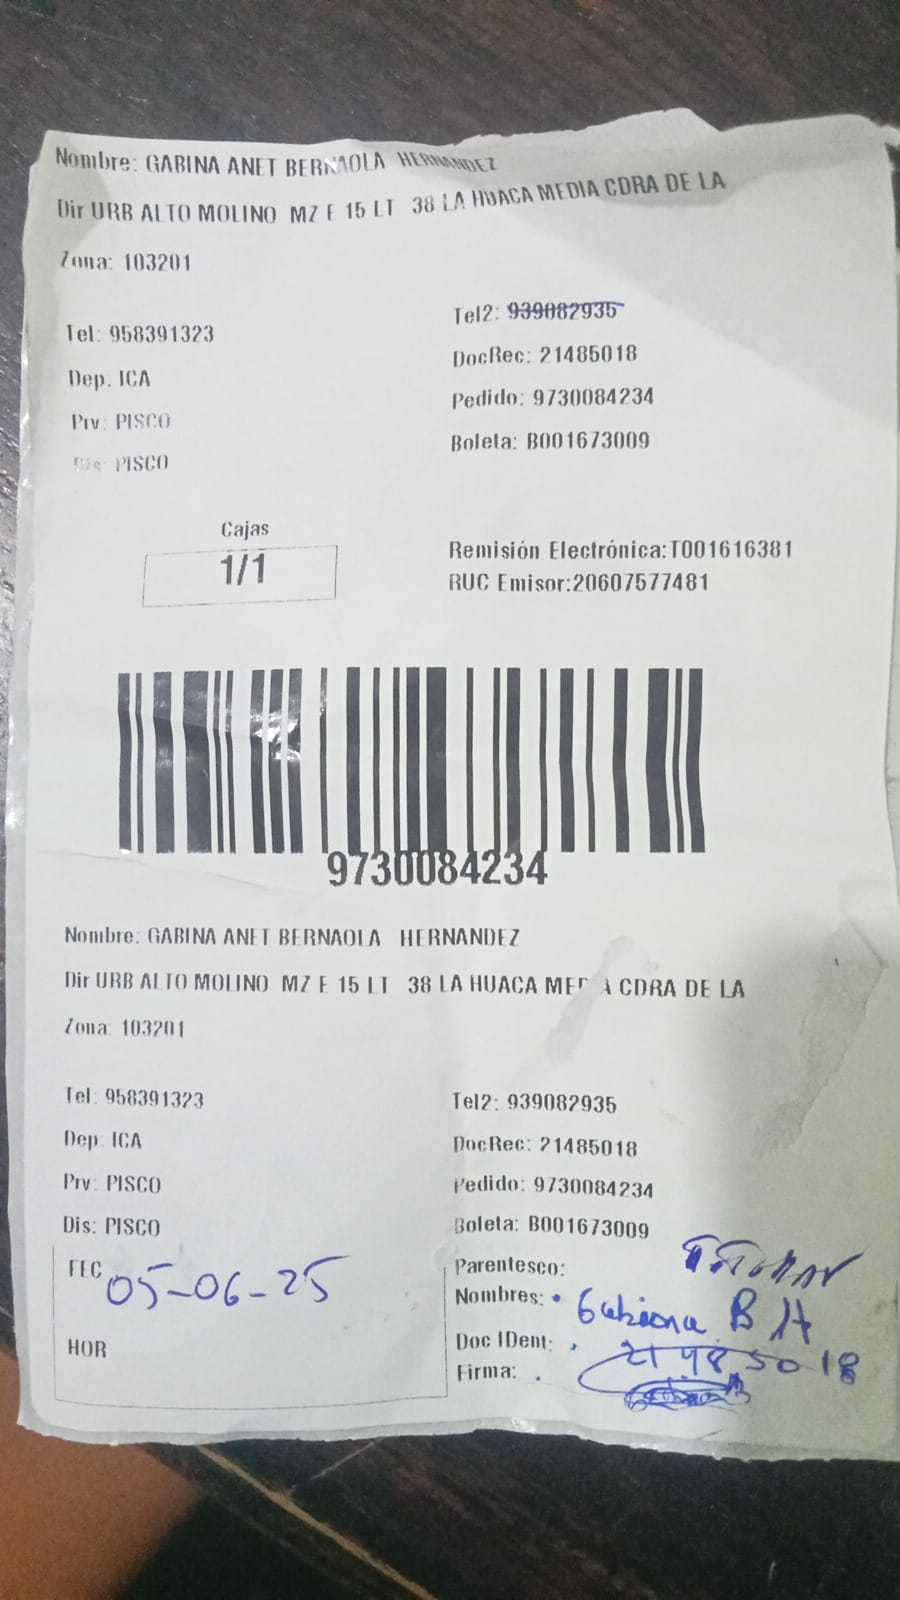 Nombre: GABINA ANET BERNAOLA HERNANDEZ
Dir URB ALTO MOLINO MZ E 15 LT 38 LA HUACA MEDIA CDRA DE LA
Zona: 103201
Tel: 958391323
Tel2: 939082935
Dep. ICA
DocRec: 21485018
Prv: PISCO
Pedido: 9730084234
Dis: PISCO
Boleta: B001673009
Cajas
1/1
Remisión Electrónica:T001616381
RUC Emisor:20607577481
9730084234
Nombre: GABINA ANET BERNAOLA HERNANDEZ
Dir URB ALTO MOLINO MZ E 15 LT 38 LA HUACA MEDIA CDRA DE LA
Zona: 103201
Tel: 958391323
Tel2: 939082935
Dep: ICA
DocRec: 21485018
Prv: PISCO
Pedido: 9730084234
Dis: PISCO
Boleta: B001673009
FEC 05-06-25
HOR
Parentesco:
Nombres: B H
Doc IDent: 21485018
Firma: